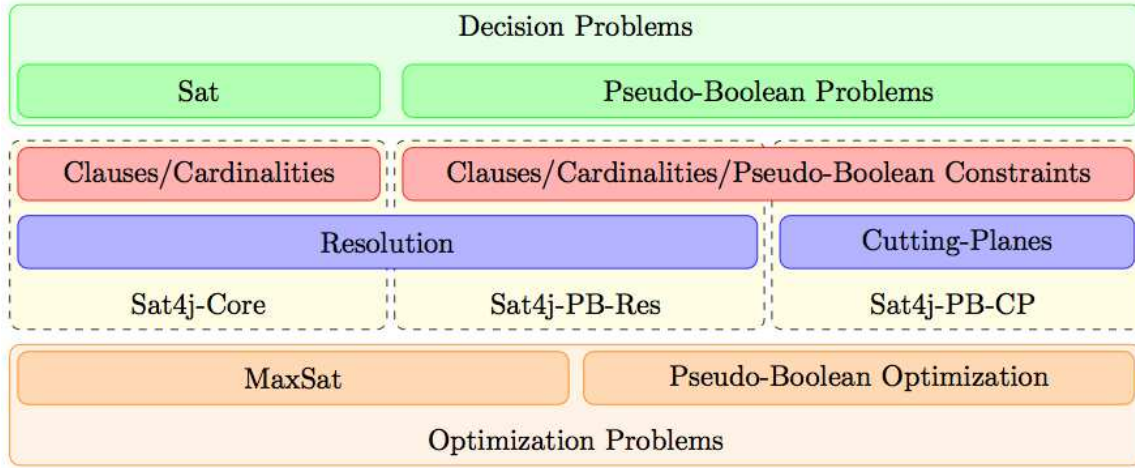 Decision Problems
Sat
Pseudo-Boolean Problems
Clauses/Cardinalities
Clauses/Cardinalities/Pseudo-Boolean Constraints
Resolution
Cutting-Planes
Sat4j-Core
Sat4j-PB-Res
Sat4j-PB-CP
MaxSat
Pseudo-Boolean Optimization
Optimization Problems